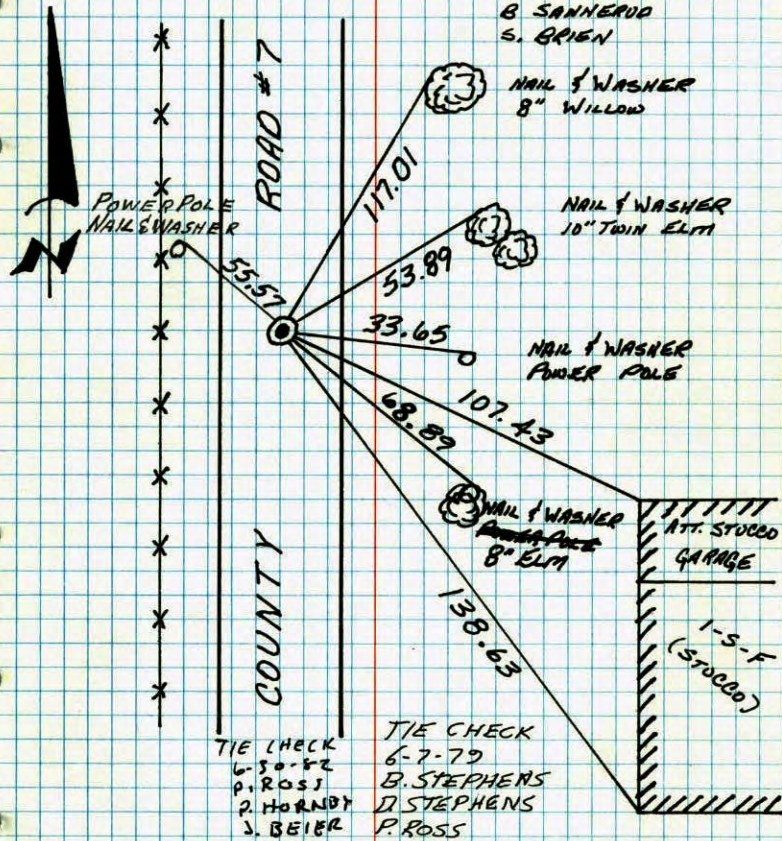 B SANNERUD
S. BRIEN
NAIL & WASHER
8" WILLOW
ROAD #7
117.01
POWER POLE
NAIL & WASHER
NAIL & WASHER
10" TWIN ELM
55.57
53.89
33.65
NAIL & WASHER
POWER POLE
107.43
68.89
NAIL & WASHER
POWER POLE
8" ELM
ATT. STUCCO
GARAGE
1-S-F
(STUCCO)
138.63
COUNTY
TIE CHECK
6-30-82
P. ROSS
P. HORNBY
J. BEIER
TIE CHECK
6-7-79
B. STEPHENS
D STEPHENS
P. ROSS